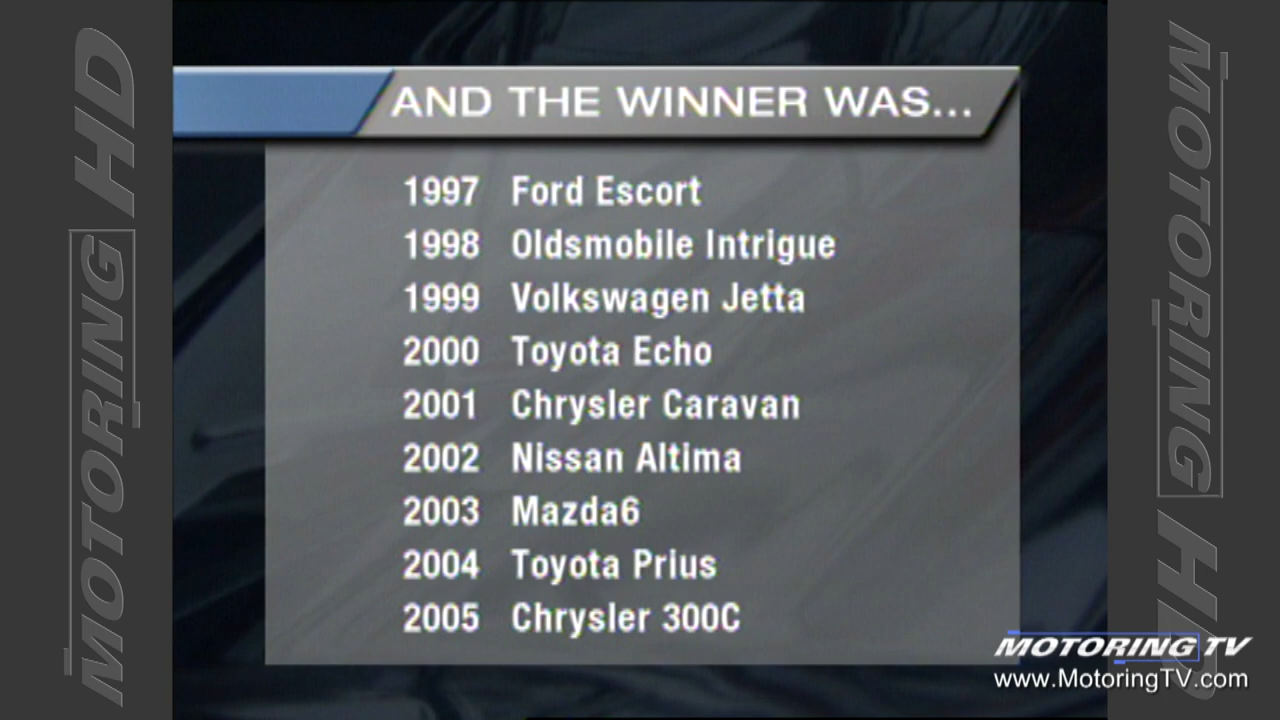 MOTORING HD
AND THE WINNER WAS...
1997 Ford Escort
1998 Oldsmobile Intrigue
1999 Volkswagen Jetta
2000 Toyota Echo
2001 Chrysler Caravan
2002 Nissan Altima
2003 Mazda6
2004 Toyota Prius
2005 Chrysler 300C
MOTORING HD
MOTORING TV
www.MotoringTV.com